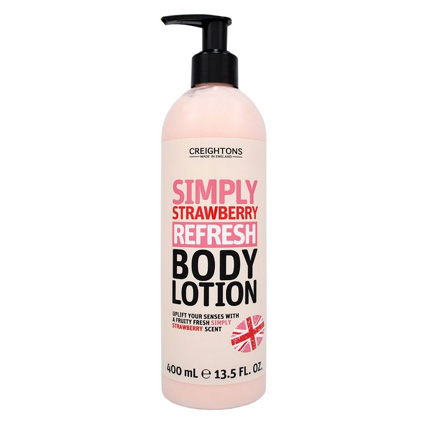 CREIGHTONS
MADE IN ENGLAND
SIMPLY
STRAWBERRY
REFRESH
BODY
LOTION
UPLIFT YOUR SENSES WITH
A FRUITY FRESH SIMPLY
STRAWBERRY SCENT
400 mL ℮ 13.5 FL. OZ.